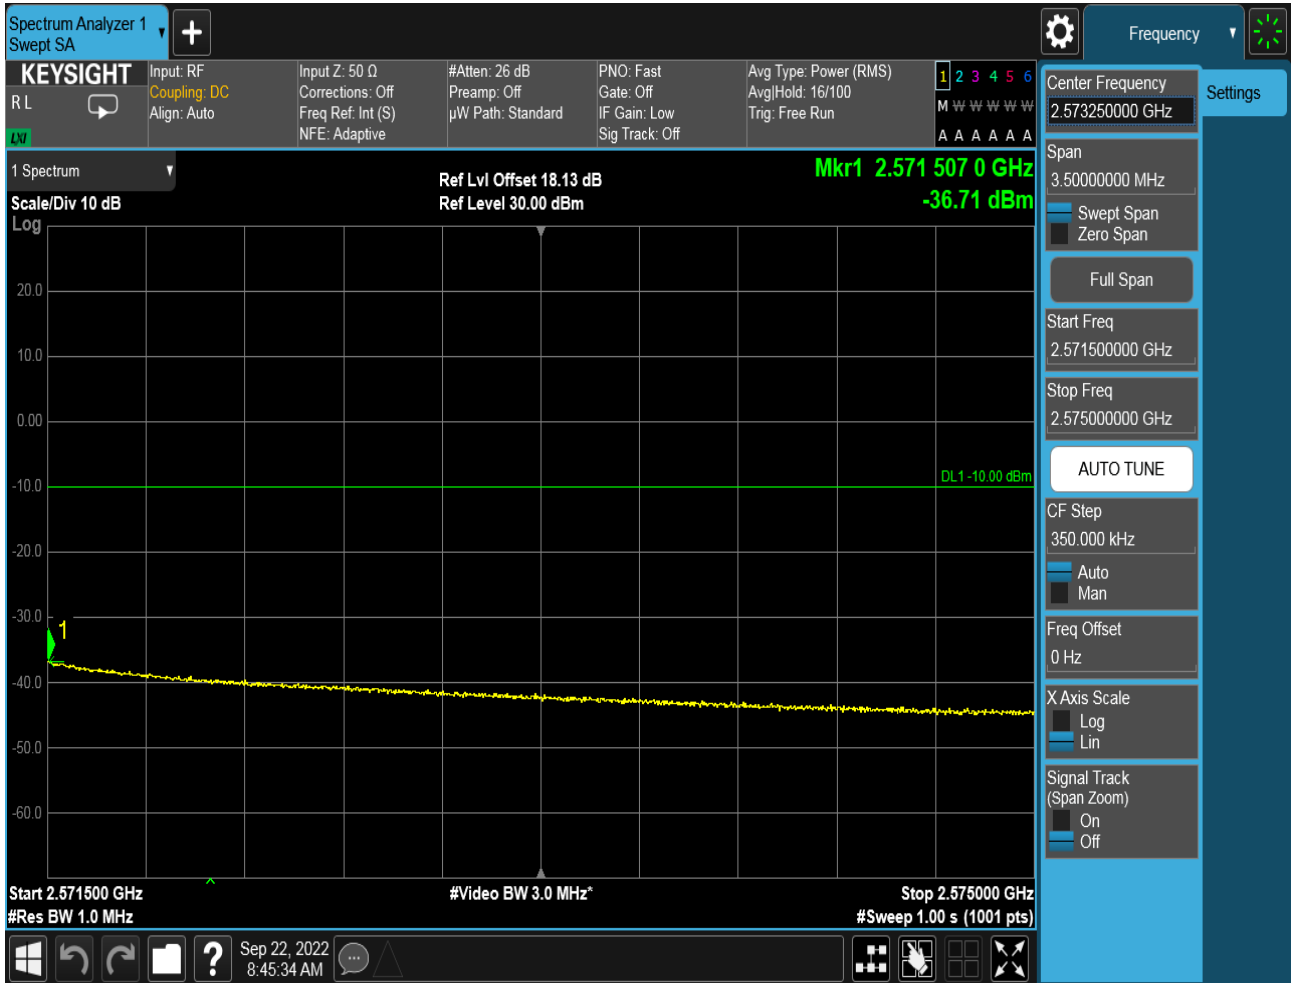 Spectrum Analyzer 1
Swept SA
+
Frequency
KEYSIGHT
R L
LXI
Input: RF
Coupling: DC
Align: Auto
Input Z: 50 Ω
Corrections: Off
Freq Ref: Int (S)
NFE: Adaptive
#Atten: 26 dB
Preamp: Off
µW Path: Standard
PNO: Fast
Gate: Off
IF Gain: Low
Sig Track: Off
Avg Type: Power (RMS)
Avg|Hold: 16/100
Trig: Free Run
1 2 3 4 5 6
M W W W W W
A A A A A A
1 Spectrum
Scale/Div 10 dB
Log
Ref Lvl Offset 18.13 dB
Ref Level 30.00 dBm
Mkr1 2.571 507 0 GHz
-36.71 dBm
20.0
10.0
0.00
-10.0
-20.0
-30.0
-40.0
-50.0
-60.0
DL1 -10.00 dBm
1
Start 2.571500 GHz
#Res BW 1.0 MHz
#Video BW 3.0 MHz*
Stop 2.575000 GHz
#Sweep 1.00 s (1001 pts)
?
Sep 22, 2022
8:45:34 AM
Center Frequency
2.573250000 GHz
Settings
Span
3.50000000 MHz
Swept Span
Zero Span
Full Span
Start Freq
2.571500000 GHz
Stop Freq
2.575000000 GHz
AUTO TUNE
CF Step
350.000 kHz
Auto
Man
Freq Offset
0 Hz
X Axis Scale
Log
Lin
Signal Track
(Span Zoom)
On
Off